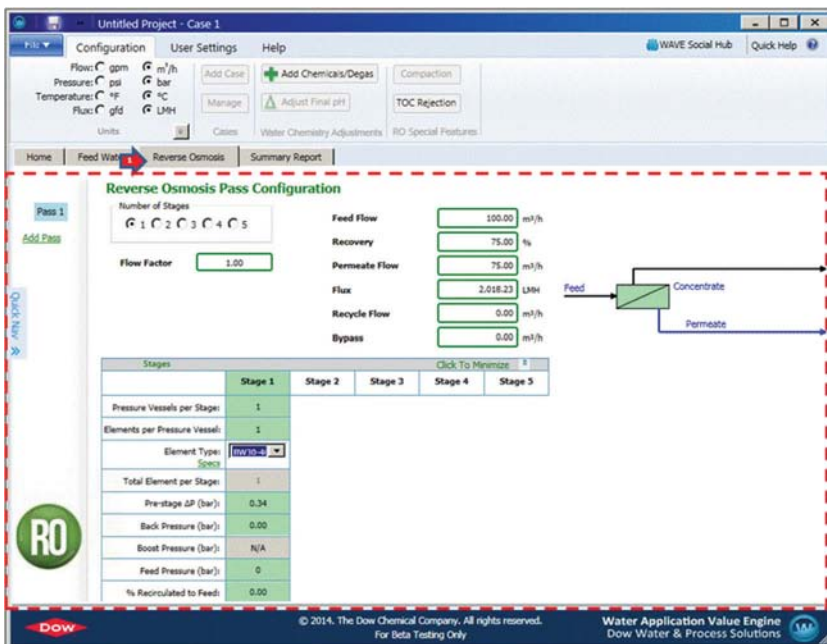 Untitled Project - Case 1
File
Configuration User Settings Help
WAVE Social Hub Quick Help
Flow: gpm m³/h
Pressure: psi bar
Temperature: °F °C
Flux: gfd LMH
Units
Add Case
Manage
Cases
Add Chemicals/Degas
Adjust Final pH
Water Chemistry Adjustments
Compaction
TOC Rejection
RO Special Features
Home Feed Wat 1 Reverse Osmosis Summary Report
Reverse Osmosis Pass Configuration
Pass 1
Add Pass
Quick Nav
Number of Stages
1 2 3 4 5
Flow Factor 1.00
Feed Flow 100.00 m³/h
Recovery 75.00 %
Permeate Flow 75.00 m³/h
Flux 2,018.23 LMH
Recycle Flow 0.00 m³/h
Bypass 0.00 m³/h
Feed
Concentrate
Permeate
Stages Click To Minimize
Stage 1 Stage 2 Stage 3 Stage 4 Stage 5
Pressure Vessels per Stage: 1
Elements per Pressure Vessel: 1
Element Type:
Specs
Total Element per Stage: 1
Pre-stage ΔP (bar): 0.34
Back Pressure (bar): 0.00
Boost Pressure (bar): N/A
Feed Pressure (bar): 0
% Recirculated to Feed: 0.00
RO
Dow
© 2014. The Dow Chemical Company. All rights reserved.
For Beta Testing Only
Water Application Value Engine
Dow Water & Process Solutions